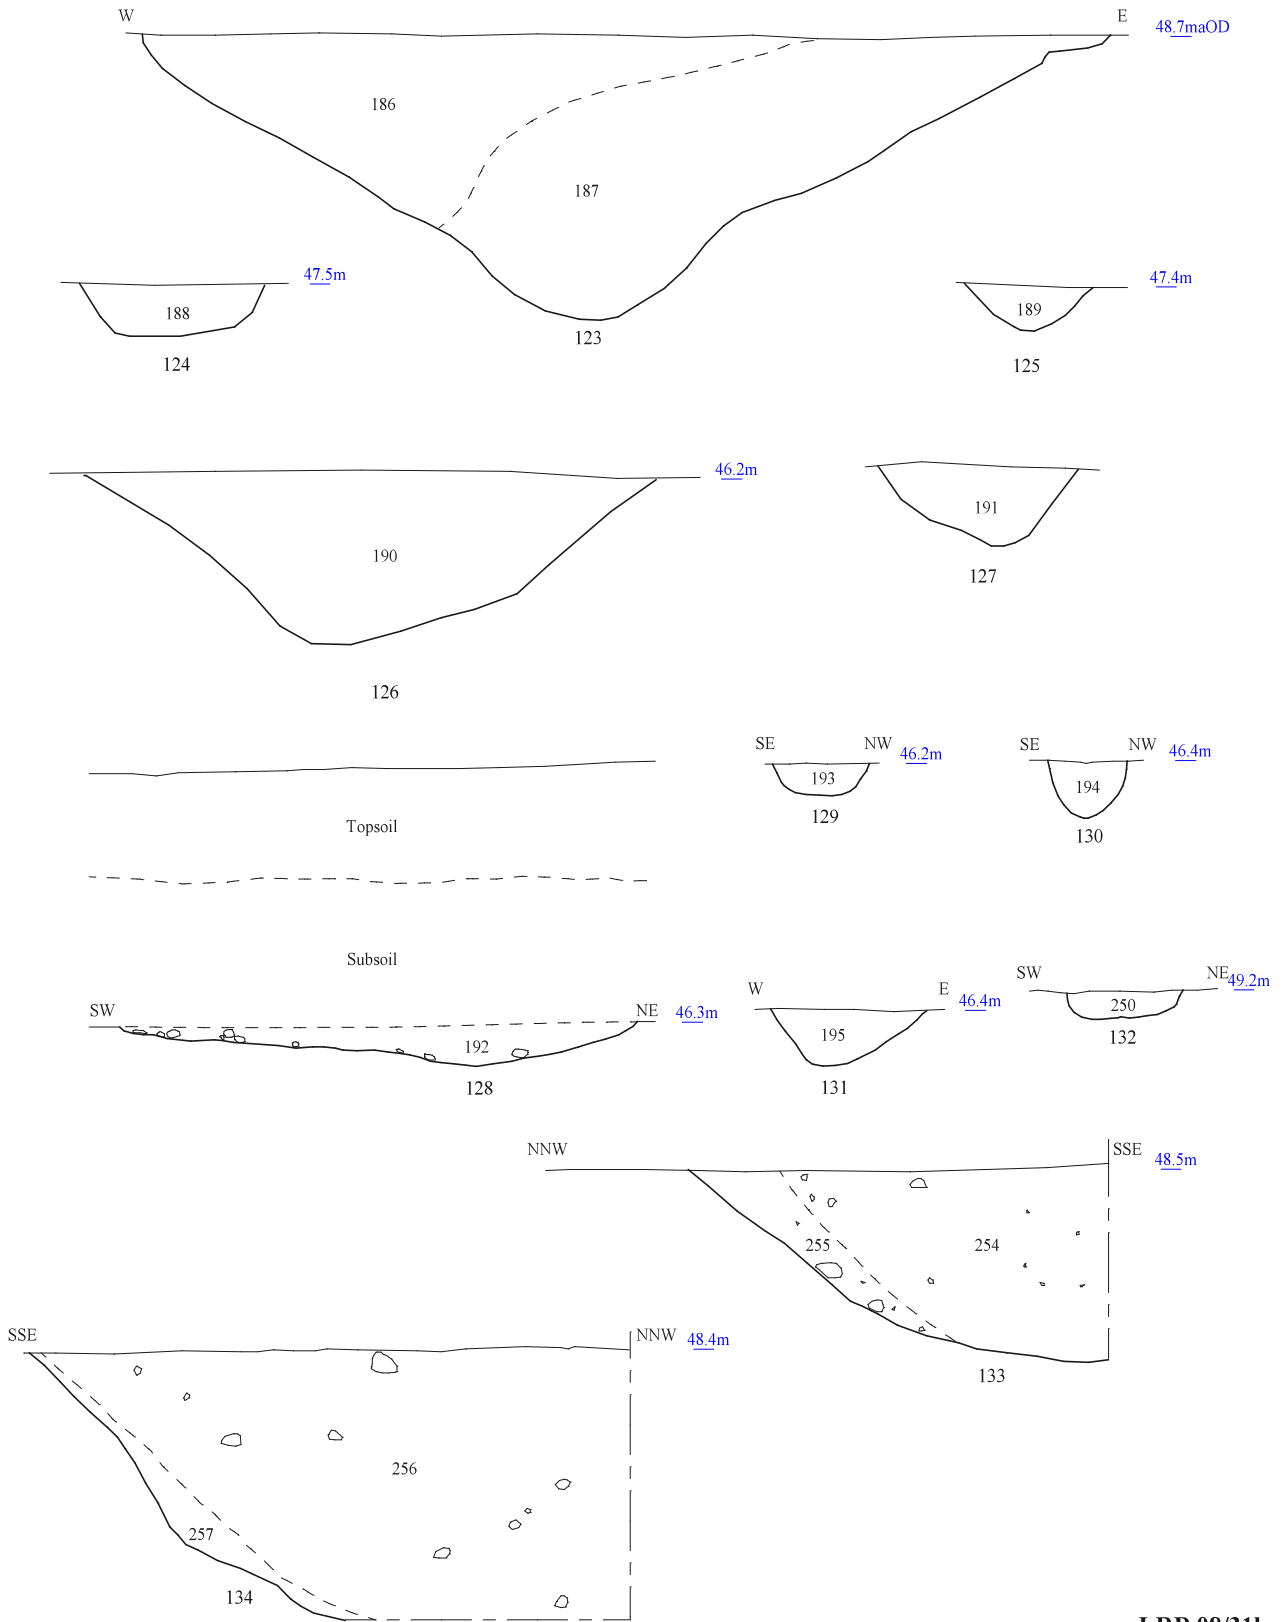 W
E
48.7maOD
186
187
123
47.5m
188
124
47.4m
189
125
46.2m
190
126
191
127
Topsoil
Subsoil
SW
NE
46.3m
192
128
SE
NW
46.2m
193
129
SE
NW
46.4m
194
130
W
E
46.4m
195
131
SW
NE
49.2m
250
132
NNW
SSE
48.5m
255
254
133
SSE
NNW
48.4m
256
257
134